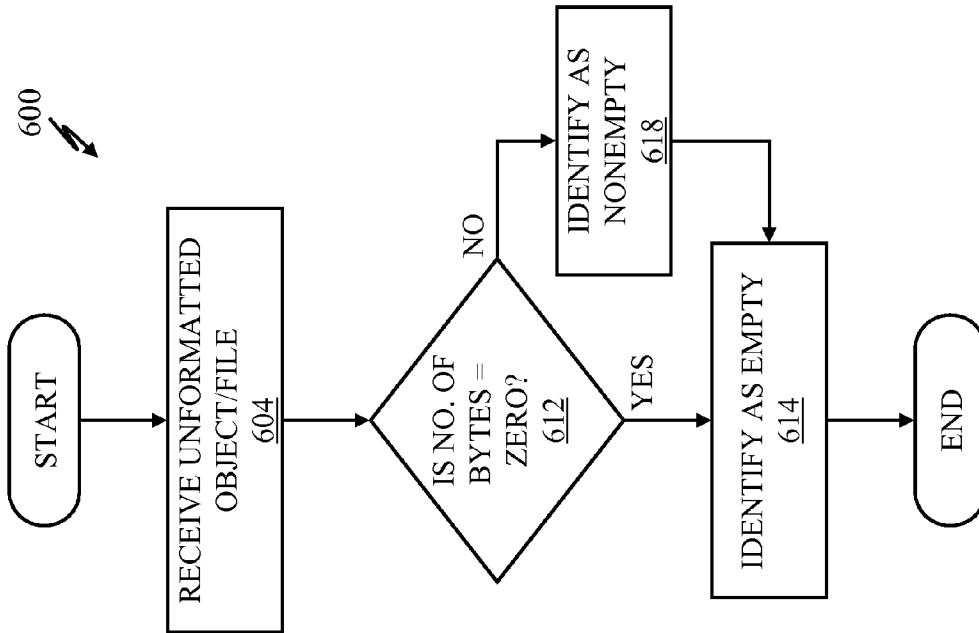 600
START
RECEIVE UNFORMATTED
OBJECT/FILE
604
IS NO. OF
BYTES =
ZERO?
612
NO
YES
IDENTIFY AS
NONEMPTY
618
IDENTIFY AS EMPTY
614
END